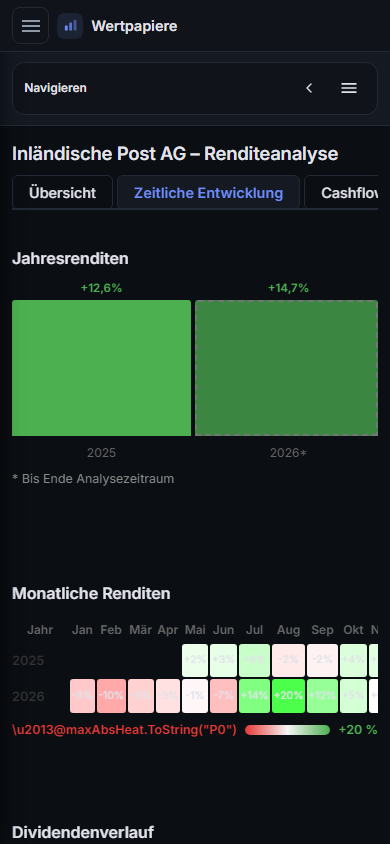 Wertpapiere
Navigieren
Inländische Post AG – Renditeanalyse
Übersicht Zeitliche Entwicklung Cashflow
Jahresrenditen
+12,6% +14,7%
2025 2026*
* Bis Ende Analysezeitraum
Monatliche Renditen
Jahr Jan Feb Mär Apr Mai Jun Jul Aug Sep Okt N
2025 +2% +3% -2% -2% +4%
2026 -10% -1% -7% +14% +20% +12% +5%
\u2013@maxAbsHeat.ToString("P0") +20 %
Dividendenverlauf